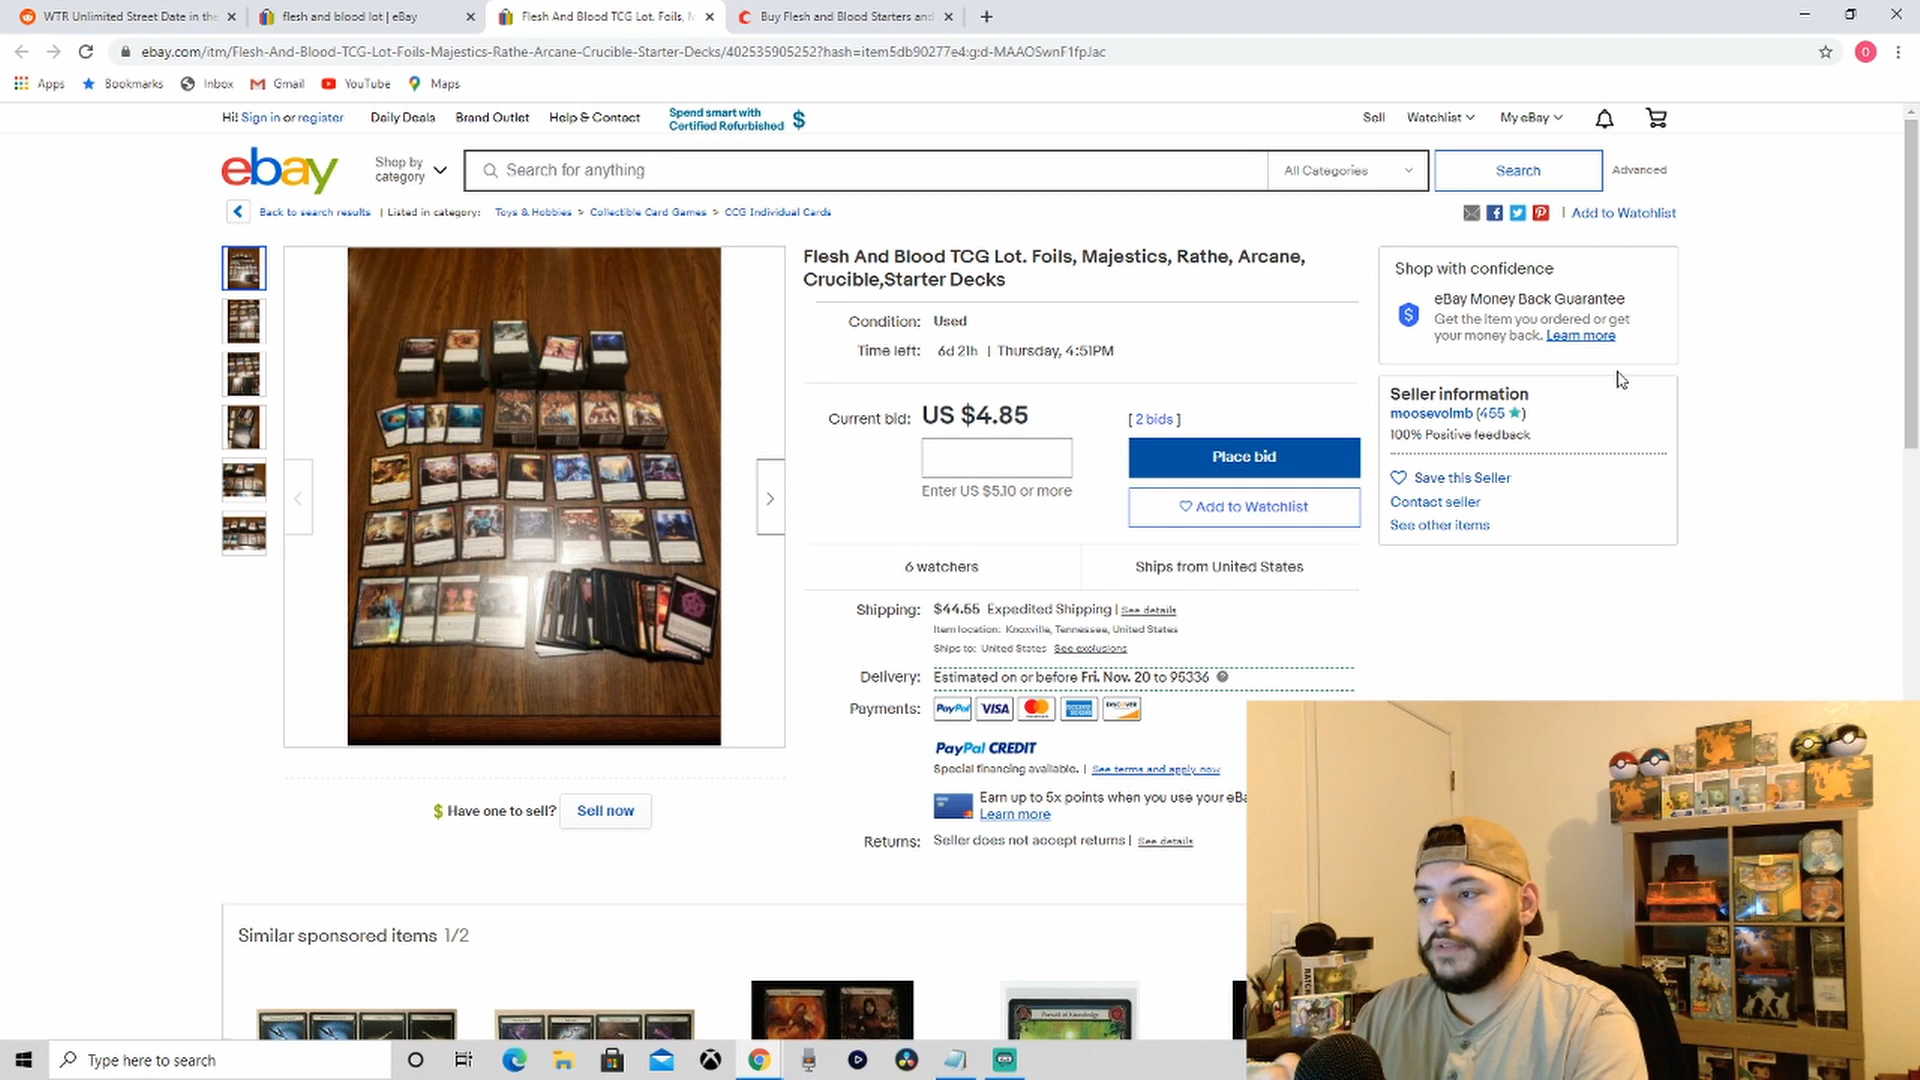 WTR Unlimited Street Date in the
flesh and blood lot | eBay
Flesh And Blood TCG Lot. Foils, M
Buy Flesh and Blood Starters and
ebay.com/itm/Flesh-And-Blood-TCG-Lot-Foils-Majestics-Rathe-Arcane-Crucible-Starter-Decks/402535905252?hash=item5db90277e4:g:d-MAAOSwnF1fpJac
Apps Bookmarks Inbox Gmail YouTube Maps
Hi! Sign in or register Daily Deals Brand Outlet Help & Contact Spend smart with
Certified Refurbished
Sell Watchlist My eBay
ebay Shop by
category
Search for anything All Categories Search Advanced
Back to search results | Listed in category: Toys & Hobbies > Collectible Card Games > CCG Individual Cards
| Add to Watchlist
Flesh And Blood TCG Lot. Foils, Majestics, Rathe, Arcane,
Crucible,Starter Decks
Condition: Used
Time left: 6d 21h | Thursday, 4:51PM
Current bid: US $4.85 [ 2 bids ]
Place bid
Enter US $5.10 or more
Add to Watchlist
6 watchers Ships from United States
Shipping: $44.55 Expedited Shipping | See details
Item location: Knoxville, Tennessee, United States
Ships to: United States See exclusions
Delivery: Estimated on or before Fri. Nov. 20 to 95336
Payments: PayPal VISA DISCOVER
PayPal CREDIT
Special financing available. | See terms and apply now
Earn up to 5x points when you use your eBa
Learn more
Returns: Seller does not accept returns | See details
Shop with confidence
eBay Money Back Guarantee
Get the item you ordered or get
your money back. Learn more
Seller information
moosevolmb (455 )
100% Positive feedback
Save this Seller
Contact seller
See other items
$ Have one to sell? Sell now
Similar sponsored items 1/2
Pursuit of Knowledge
Type here to search